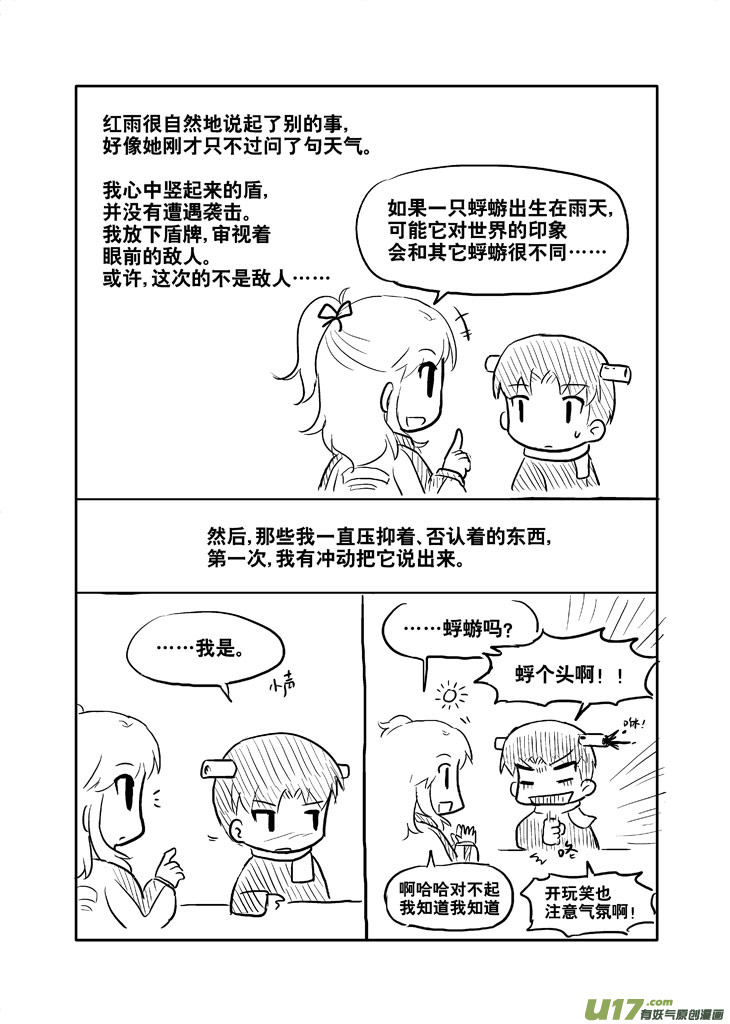 红雨很自然地说起了别的事,
好像她刚才只不过问了句天气。
我心中竖起来的盾,
并没有遭遇袭击。
我放下盾牌,审视着
眼前的敌人。
或许,这次的不是敌人……
如果一只蜉蝣出生在雨天,
可能它对世界的印象
会和其它蜉蝣很不同……
然后,那些我一直压抑着、否认着的东西,
第一次,我有冲动把它说出来。
……我是。
小声
……蜉蝣吗?
蜉个头啊!!
咻!
咚
啊哈哈对不起
我知道我知道
开玩笑也
注意气氛啊!
U17.com
有妖气原创漫画